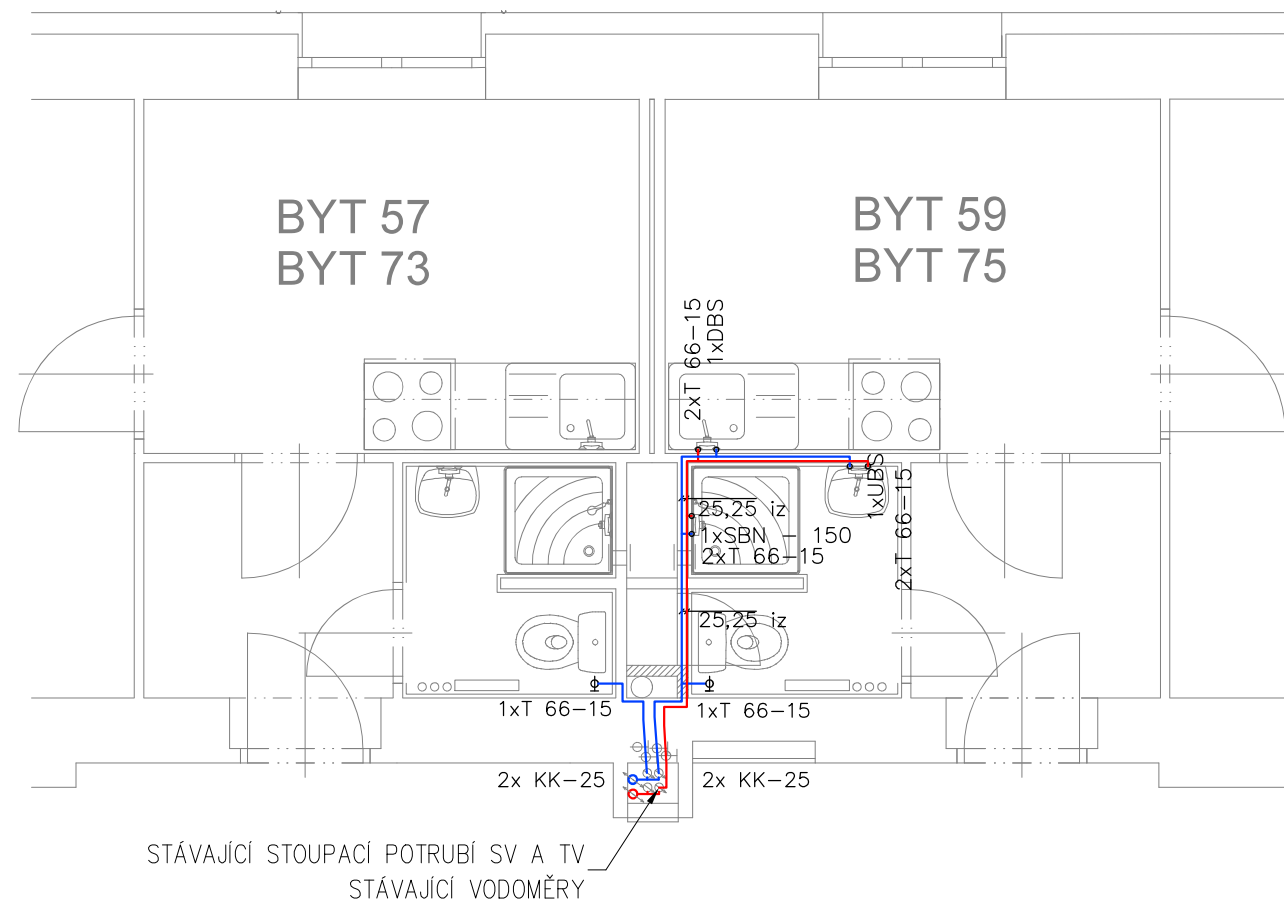 BYT 57
BYT 73
BYT 59
BYT 75
2xT 66-15
1xDBS
1xUBS
2xT 66-15
25,25 iz
1xSBN - 150
2xT 66-15
25,25 iz
1xT 66-15
1xT 66-15
2x KK-25
2x KK-25
STÁVAJÍCÍ STOUPACÍ POTRUBÍ SV A TV
STÁVAJÍCÍ VODOMĚRY